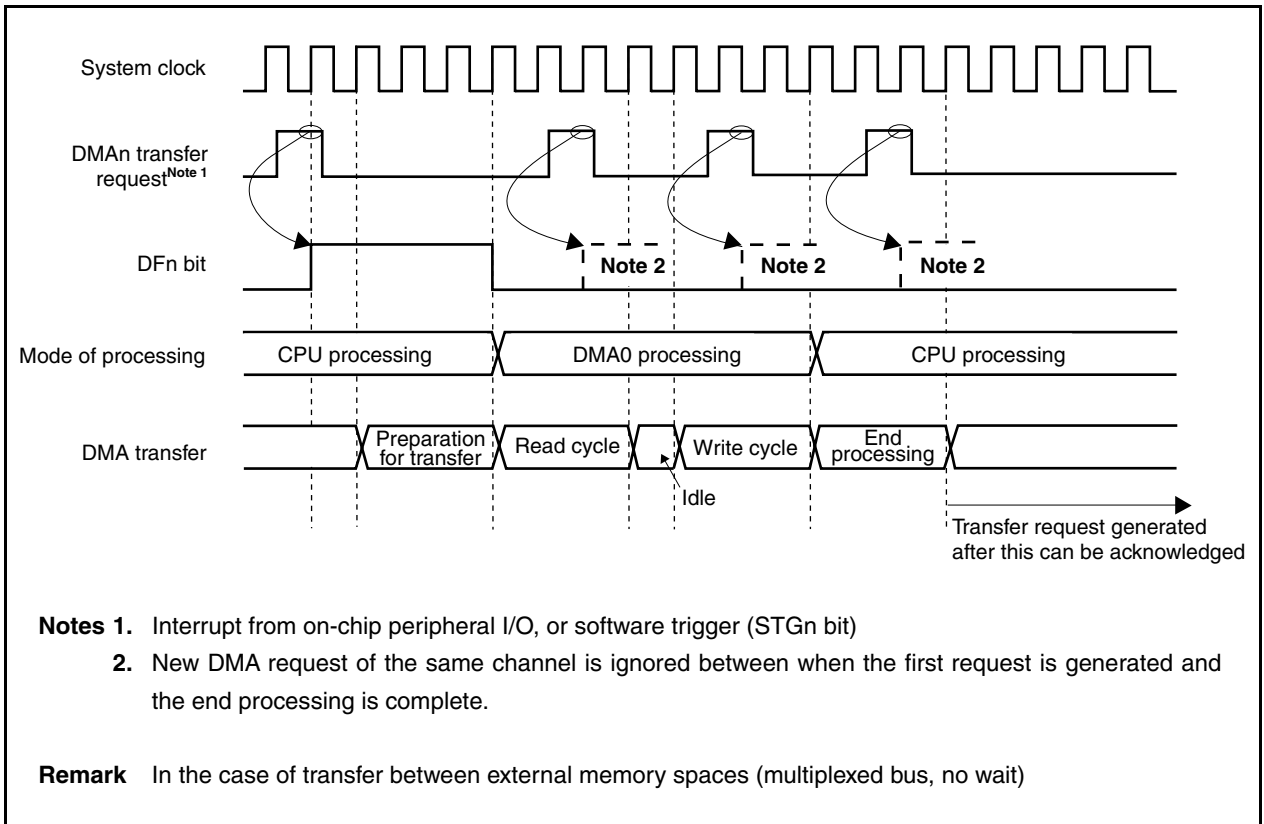 System clock
DMAn transfer
request Note 1
DFn bit
Note 2
Note 2
Note 2
Mode of processing
CPU processing
DMA0 processing
CPU processing
DMA transfer
Preparation
for transfer
Read cycle
Idle
Write cycle
End
processing
Transfer request generated
after this can be acknowledged
Notes 1. Interrupt from on-chip peripheral I/O, or software trigger (STGn bit)
2. New DMA request of the same channel is ignored between when the first request is generated and
the end processing is complete.
Remark In the case of transfer between external memory spaces (multiplexed bus, no wait)